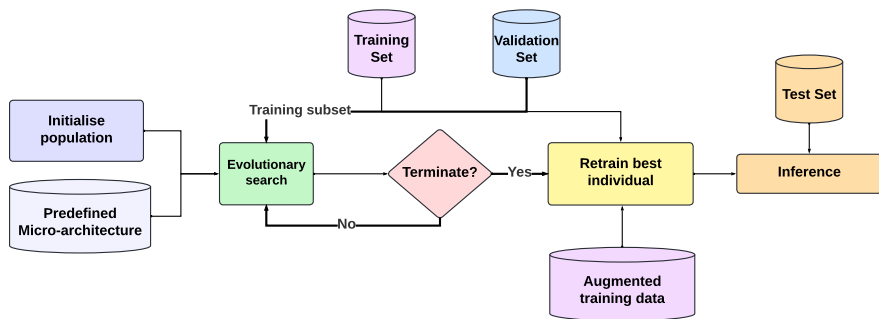 Training
Set
Validation
Set
Test Set
Training subset
Initialise
population
Evolutionary
search
Terminate?
Yes
Retrain best
individual
Inference
Predefined
Micro-architecture
No
Augmented
training data